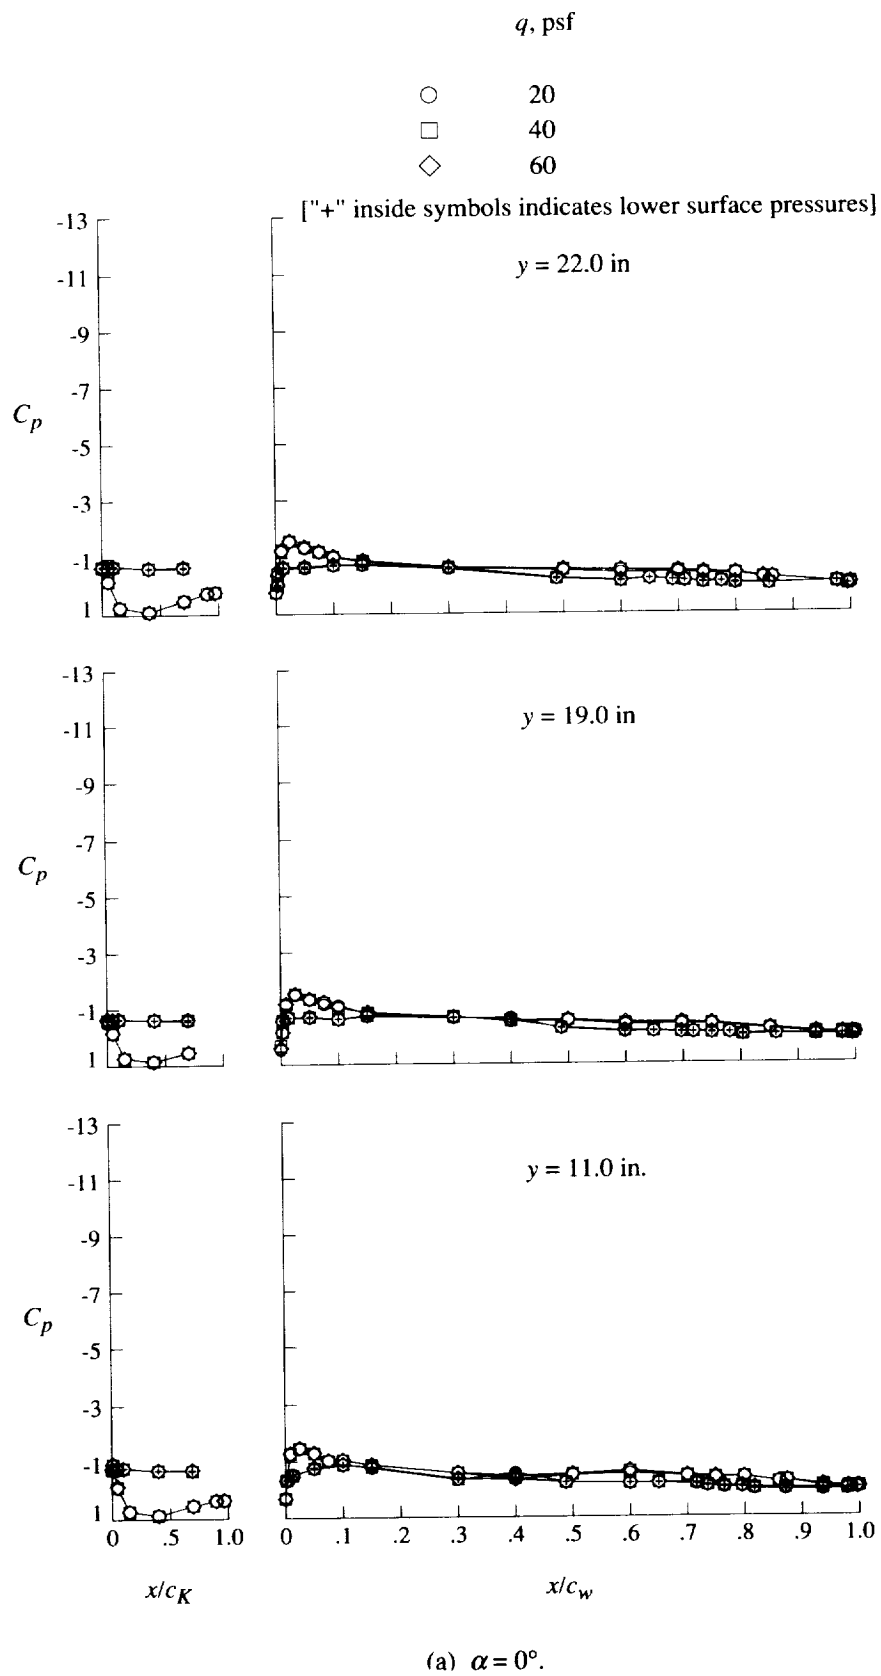 q, psf
20
40
60
["+" inside symbols indicates lower surface pressures]
-13
-11
-9
-7
-5
-3
-1
1
C_p
y = 22.0 in
-13
-11
-9
-7
-5
-3
-1
1
C_p
y = 19.0 in
-13
-11
-9
-7
-5
-3
-1
1
C_p
y = 11.0 in.
0 .5 1.0
0 .1 .2 .3 .4 .5 .6 .7 .8 .9 1.0
x/c_K
x/c_w
(a) α = 0°.